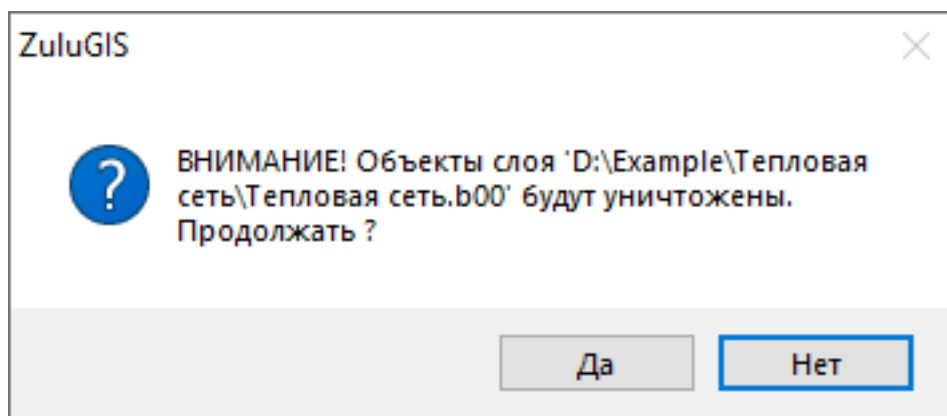 ZuluGIS
ВНИМАНИЕ! Объекты слоя 'D:\Example\Тепловая
сеть\Тепловая сеть.b00' будут уничтожены.
Продолжать ?
Да
Нет